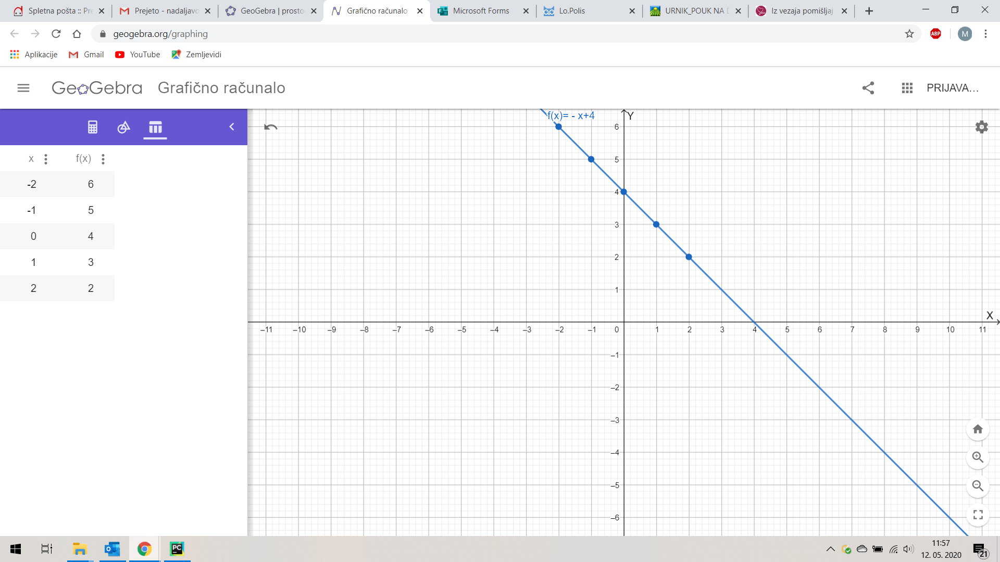 Spletna pošta :: Pre
Prejeto - nadaljavo
GeoGebra | prosto
Grafično računalo
Microsoft Forms
Lo.Polis
URNIK_POUK NA D
Iz vezaja pomišljaj
geogebra.org/graphing
ABP
M
Aplikacije
Gmail
YouTube
Zemljevidi
GeoGebra
Grafično računalo
PRIJAVA...
x f(x)
-2 6
-1 5
0 4
1 3
2 2
f(x)= - x+4
Y
6
5
4
3
2
1
X
–11 –10 –9 –8 –7 –6 –5 –4 –3 –2 –1 0 1 2 3 4 5 6 7 8 9 10 11
–1
–2
–3
–4
–5
–6
PC
11:57
12. 05. 2020
21